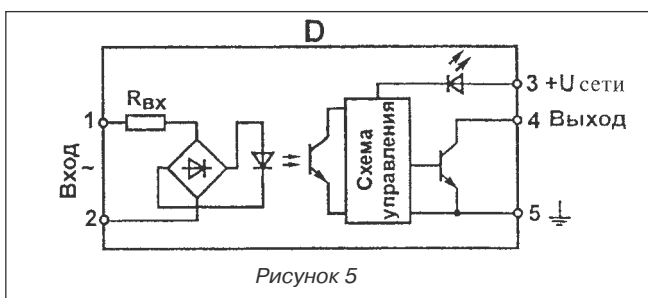 D
3 +U сети
1
Rвх
4 Выход
Вход
~
Схема
управления
2
5
Рисунок 5